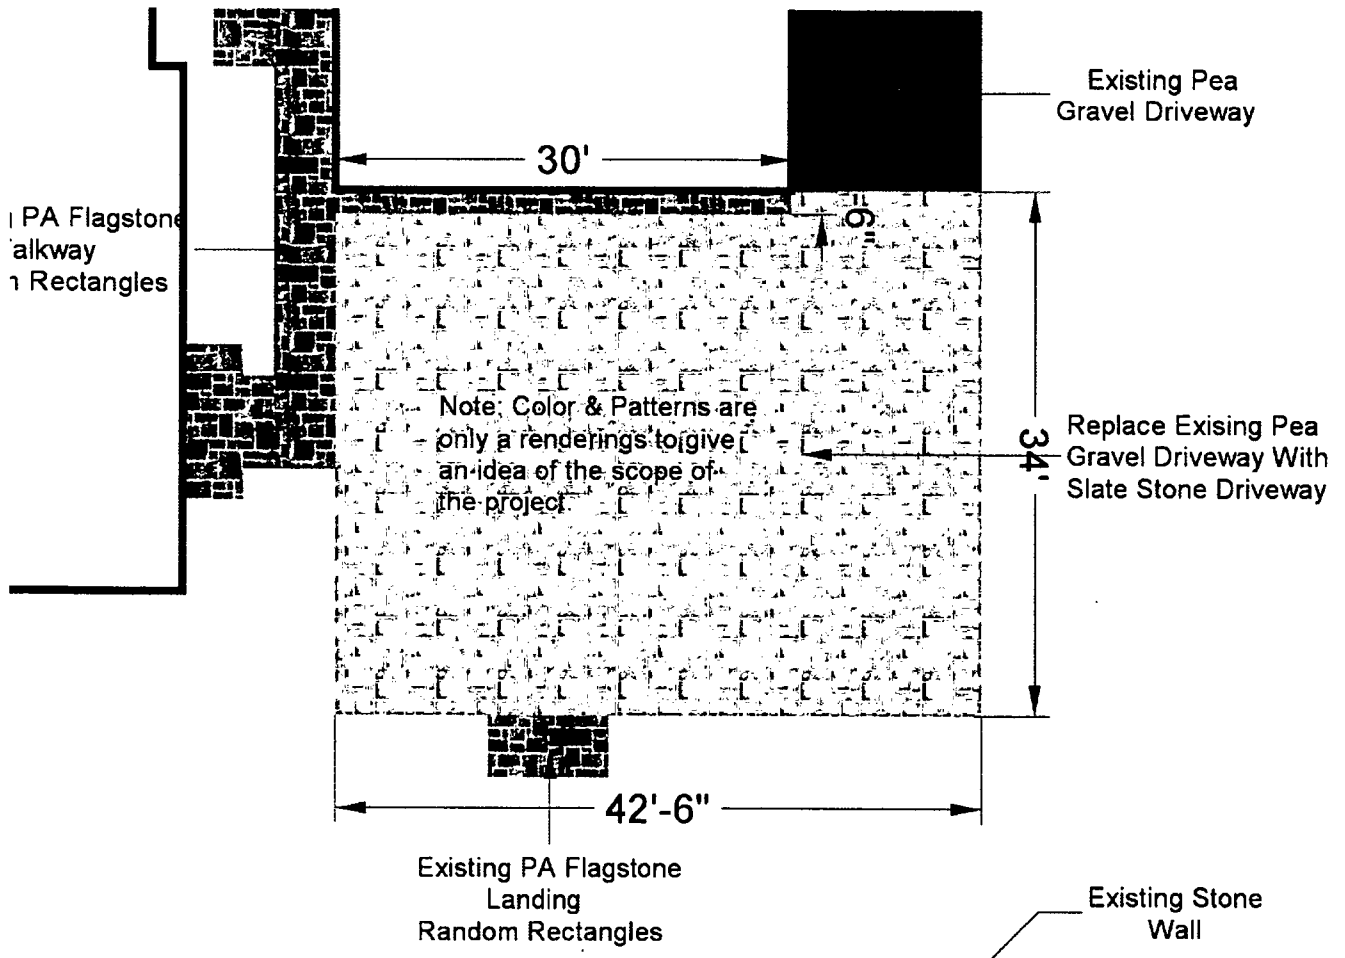 Existing Pea
Gravel Driveway
30'
PA Flagstone
alkway
Rectangles
6"
Note: Color & Patterns are
only a renderings to give
an idea of the scope of
the project.
34'
Replace Exising Pea
Gravel Driveway With
Slate Stone Driveway
42'-6"
Existing PA Flagstone
Landing
Random Rectangles
Existing Stone
Wall